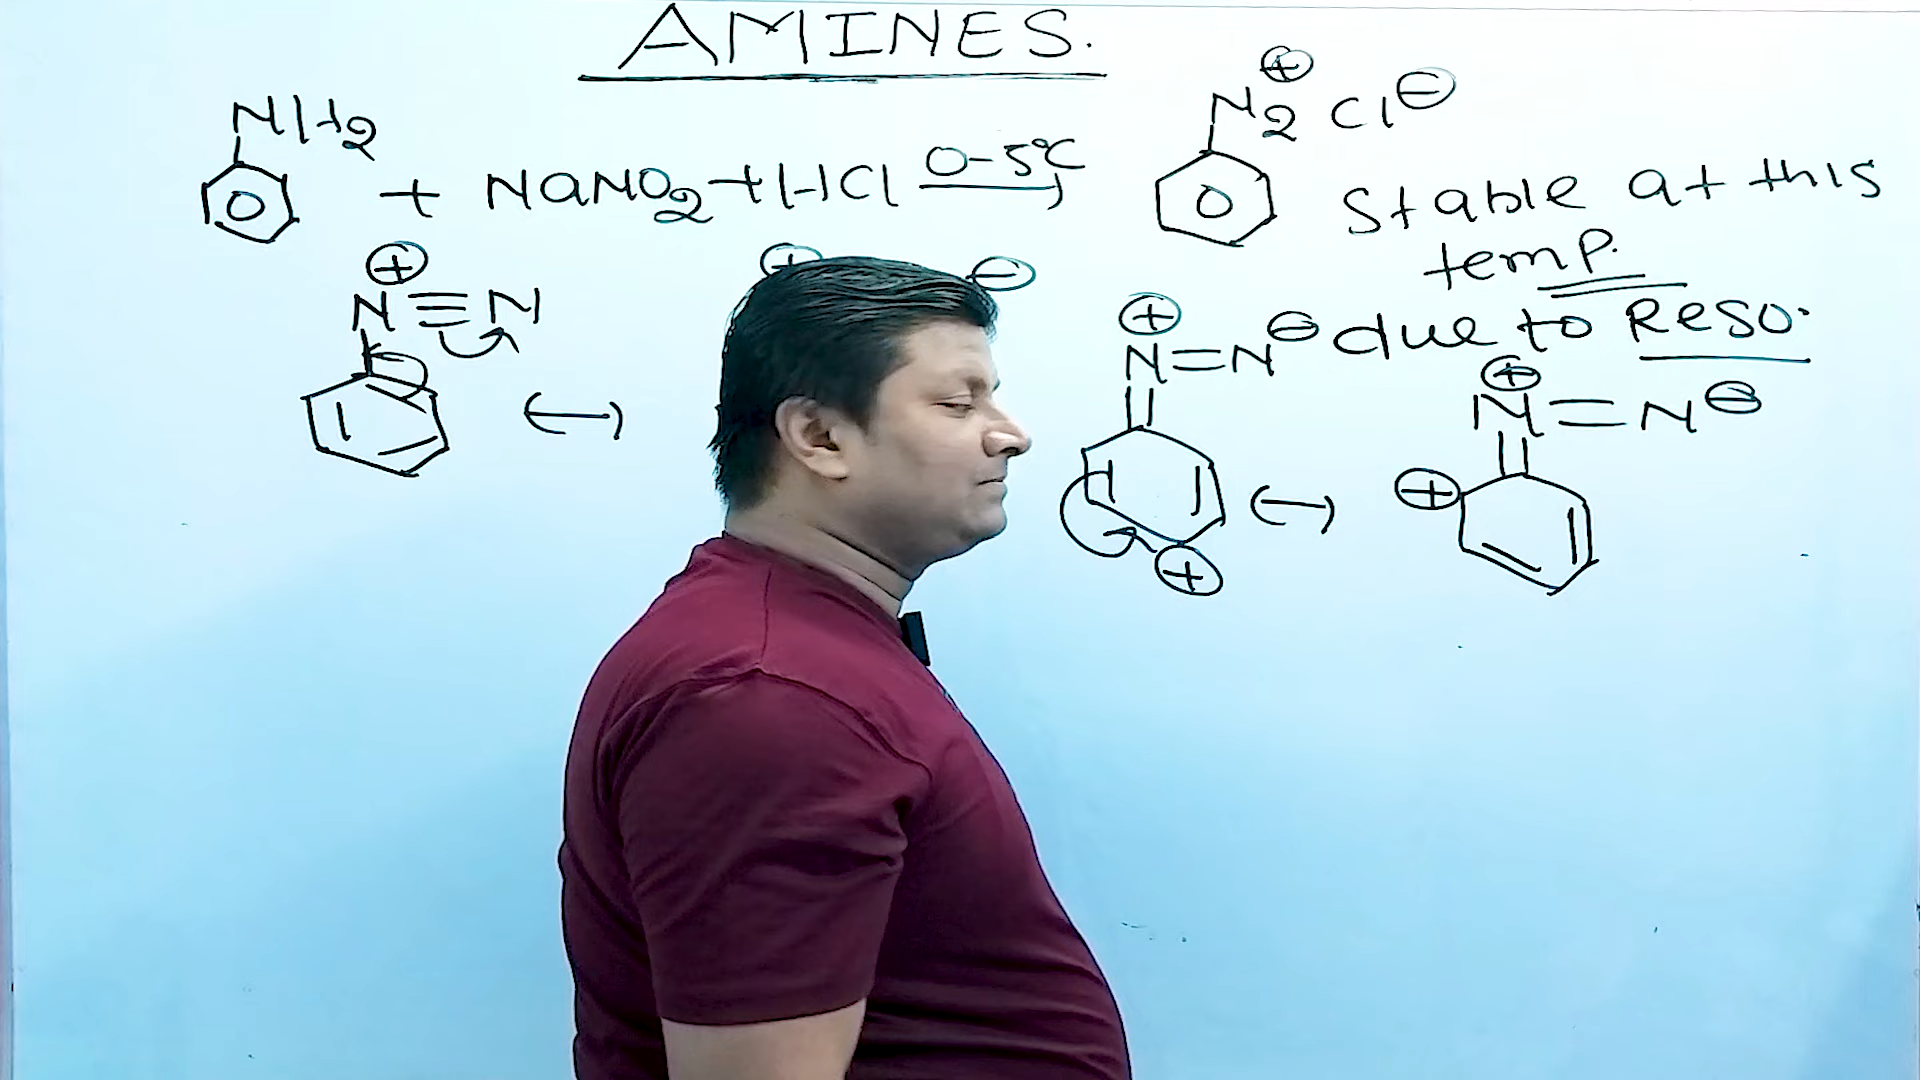 AMINES.
NH2 + NaNO2 + HCl 0-5°C N2⊕ Cl⊖
Stable at this
temp.
due to Reso.
⊕
N≡N
↔
⊕
⊖
⊕
N=N⊖
⊕
↔
⊕
N=N⊖
⊕